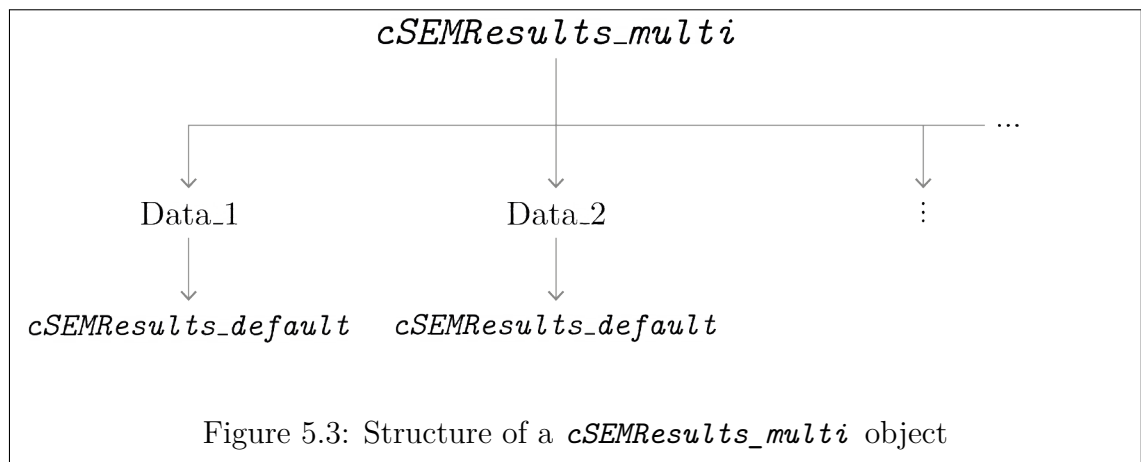 cSEMResults_multi
...
Data_1 Data_2 ⋮
cSEMResults_default cSEMResults_default
Figure 5.3: Structure of a cSEMResults_multi object